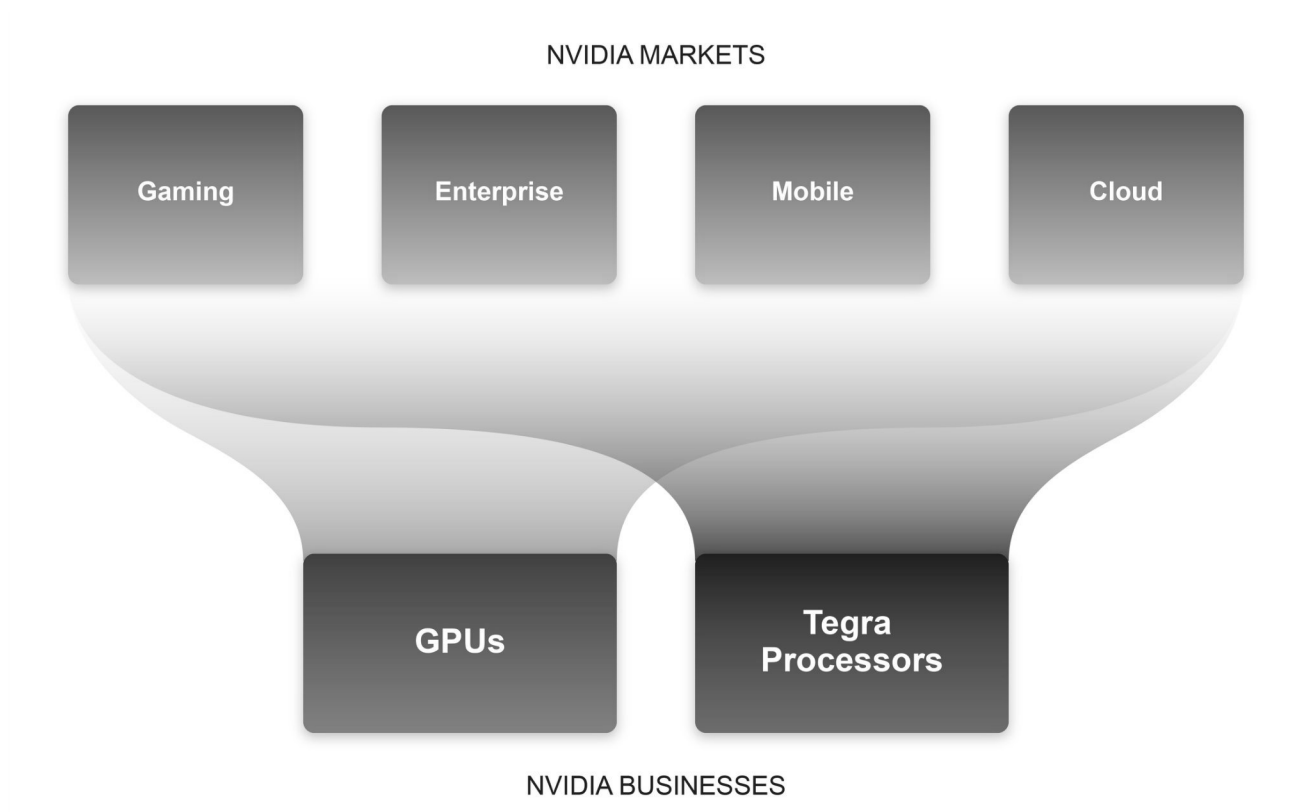 NVIDIA MARKETS
Gaming
Enterprise
Mobile
Cloud
GPUs
Tegra
Processors
NVIDIA BUSINESSES